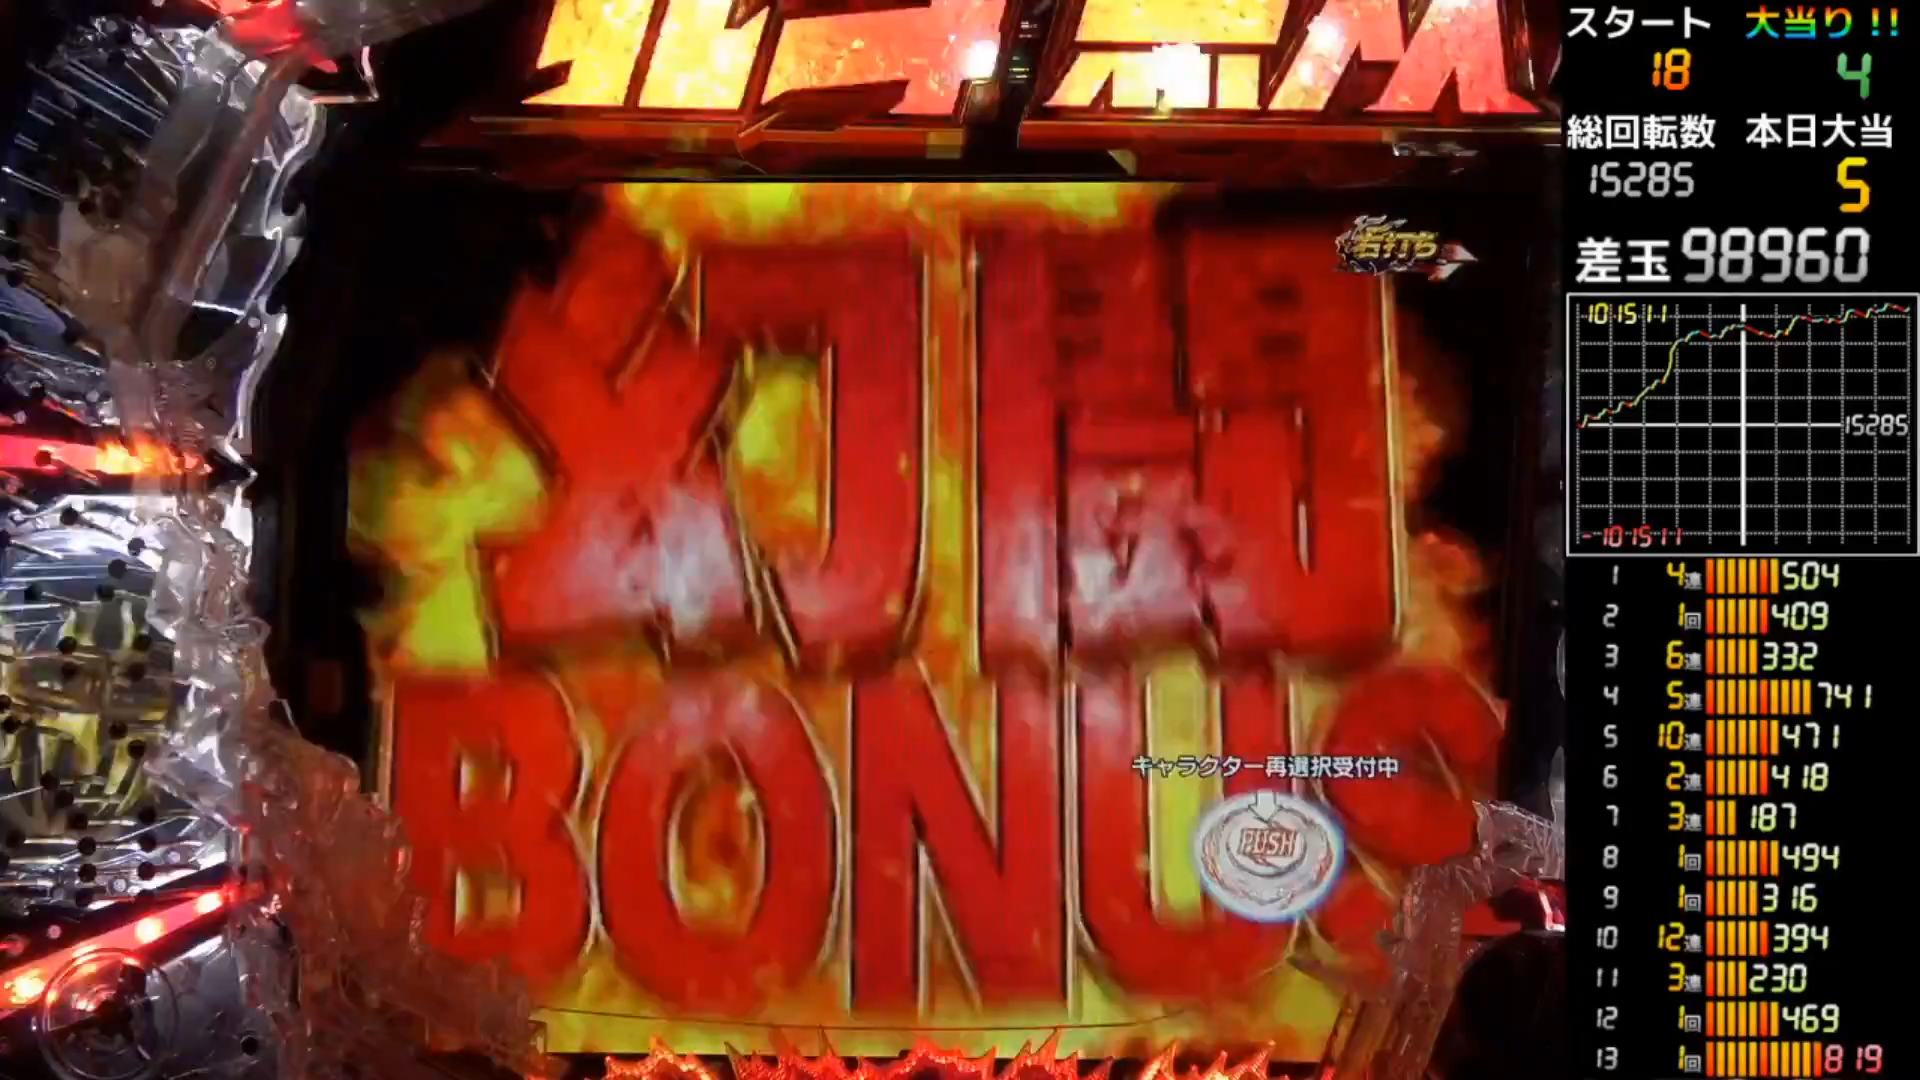 右打ち
幻闘
BONUS
キャラクター再選択受付中
PUSH
スタート 大当り!!
18 4
総回転数 本日大当
15285 5
差玉 98960
101511
15285
-101511
1 4連 504
2 1回 409
3 6連 332
4 5連 741
5 10連 471
6 2連 418
7 3連 187
8 1回 494
9 1回 316
10 12連 394
11 3連 230
12 1回 469
13 1回 819